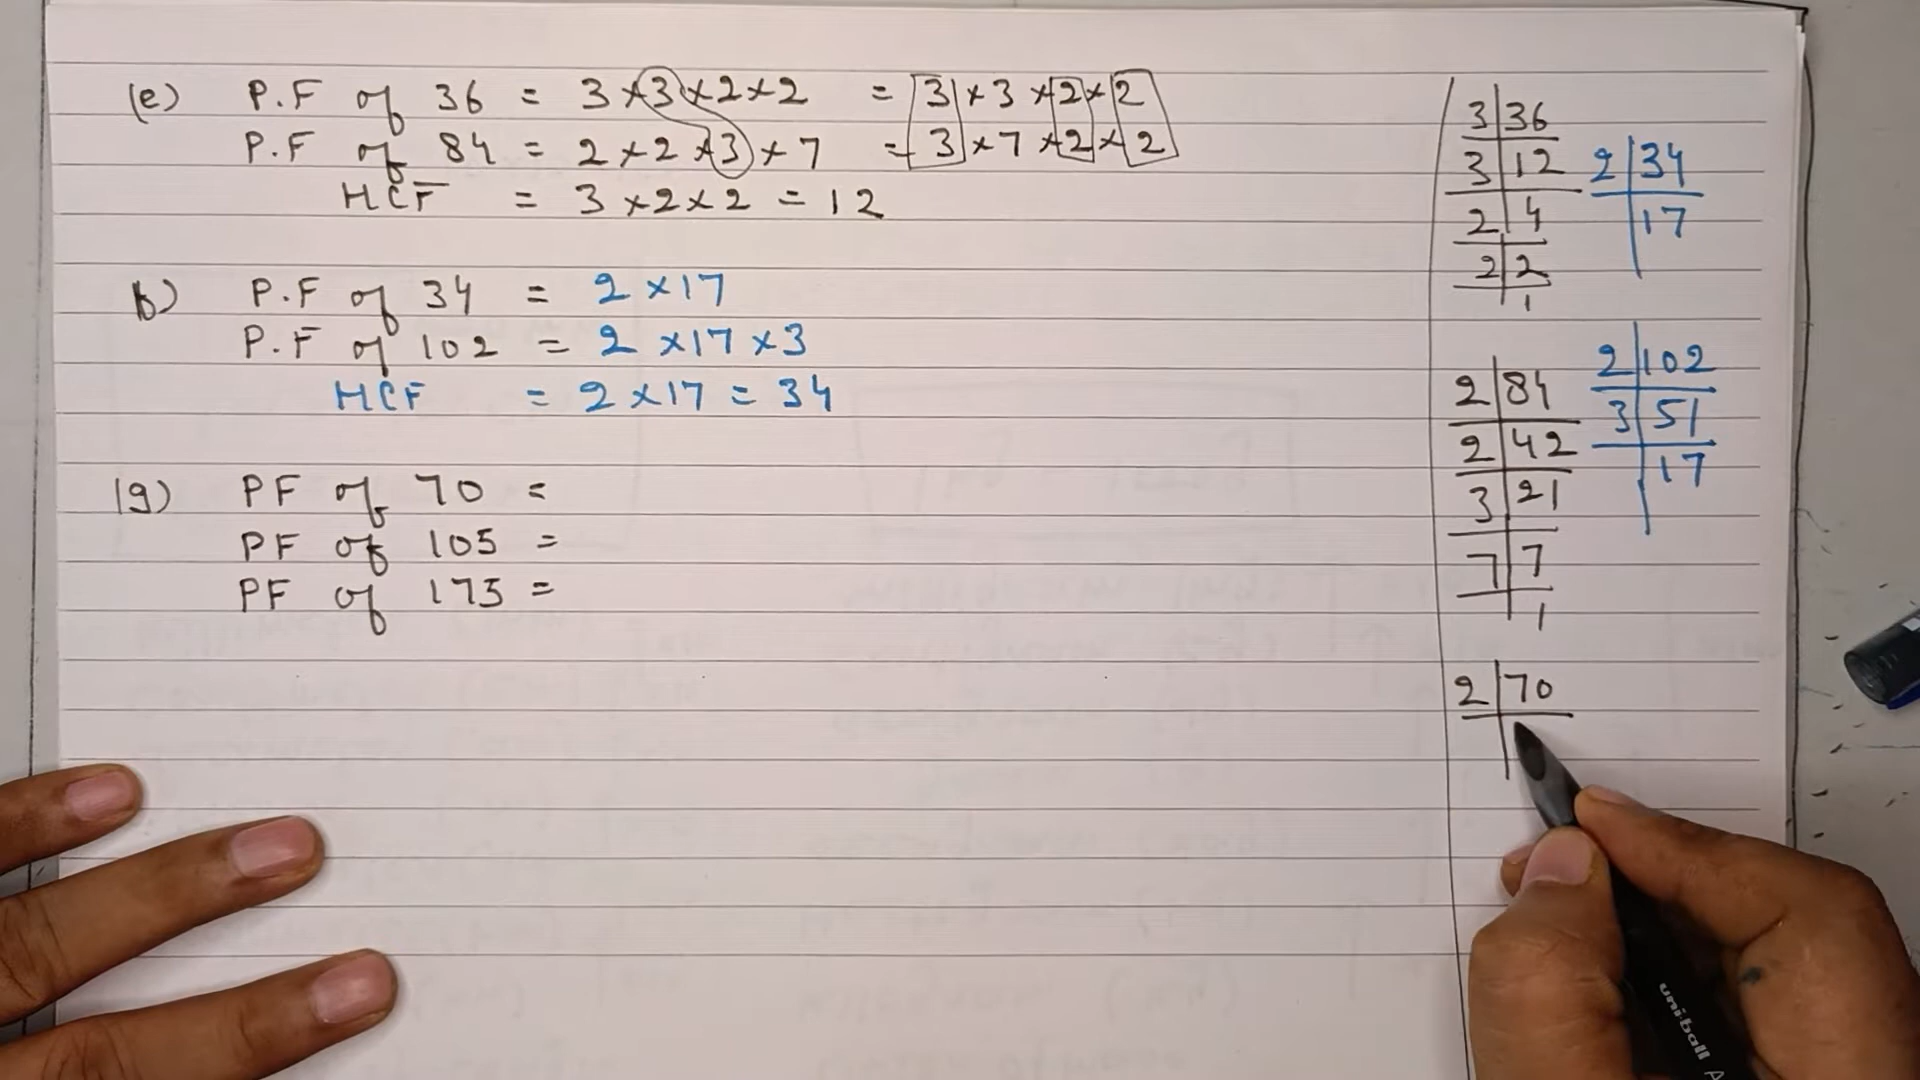 (e) P.F of 36 = 3 x 3 x 2 x 2 = 3 x 3 x 2 x 2
P.F of 84 = 2 x 2 x 3 x 7 = 3 x 7 x 2 x 2
HCF = 3 x 2 x 2 = 12
f) P.F of 34 = 2 x 17
P.F of 102 = 2 x 17 x 3
HCF = 2 x 17 = 34
(g) PF of 70 =
PF of 105 =
PF of 175 =
3 36
3 12
2 4
2 2
1
2 34
17
2 84
2 42
3 21
7 7
1
2 102
3 51
17
2 70
uni-ball